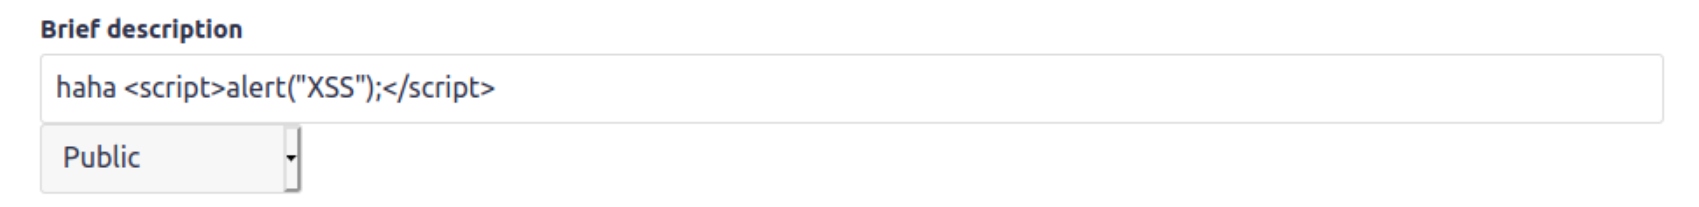 Brief description
haha <script>alert("XSS");</script>
Public